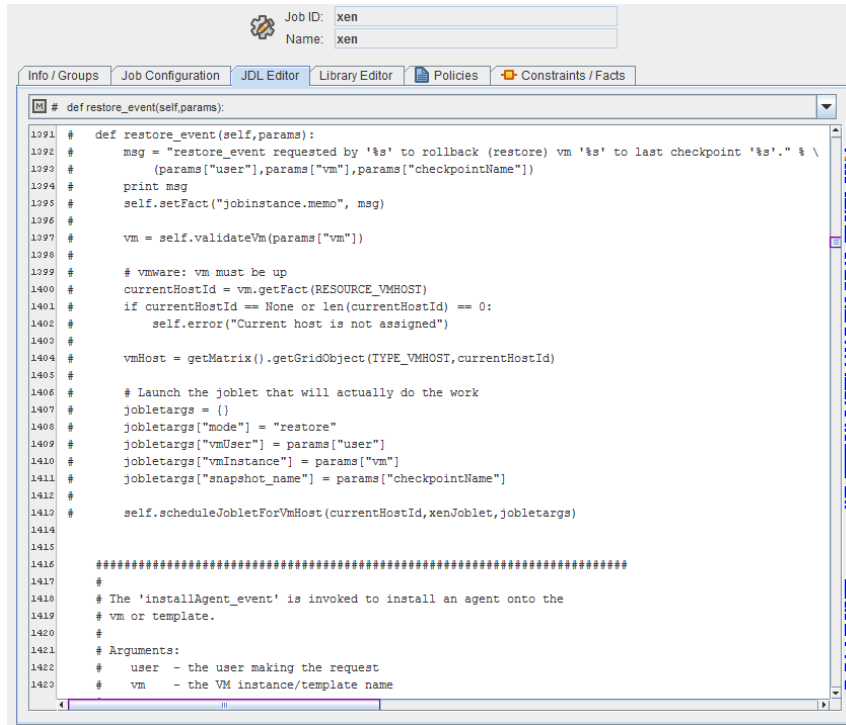 Job ID: xen
Name: xen
Info / Groups Job Configuration JDL Editor Library Editor Policies Constraints / Facts
M # def restore_event(self,params):
1391 # def restore_event(self,params):
1392 # msg = "restore_event requested by '%s' to rollback (restore) vm '%s' to last checkpoint '%s'." % \
1393 # (params["user"],params["vm"],params["checkpointName"])
1394 # print msg
1395 # self.setFact("jobinstance.memo", msg)
1396 #
1397 # vm = self.validateVm(params["vm"])
1398 #
1399 # # vmware: vm must be up
1400 # currentHostId = vm.getFact(RESOURCE_VMHOST)
1401 # if currentHostId == None or len(currentHostId) == 0:
1402 # self.error("Current host is not assigned")
1403 #
1404 # vmHost = getMatrix().getGridObject(TYPE_VMHOST,currentHostId)
1405 #
1406 # # Launch the joblet that will actually do the work
1407 # jobletargs = {}
1408 # jobletargs["mode"] = "restore"
1409 # jobletargs["vmUser"] = params["user"]
1410 # jobletargs["vmInstance"] = params["vm"]
1411 # jobletargs["snapshot_name"] = params["checkpointName"]
1412 #
1413 # self.scheduleJobletForVmHost(currentHostId,xenJoblet,jobletargs)
1414
1415
1416 ###########################################################################
1417 #
1418 # The 'installAgent_event' is invoked to install an agent onto the
1419 # vm or template.
1420 #
1421 # Arguments:
1422 # user - the user making the request
1423 # vm - the VM instance/template name